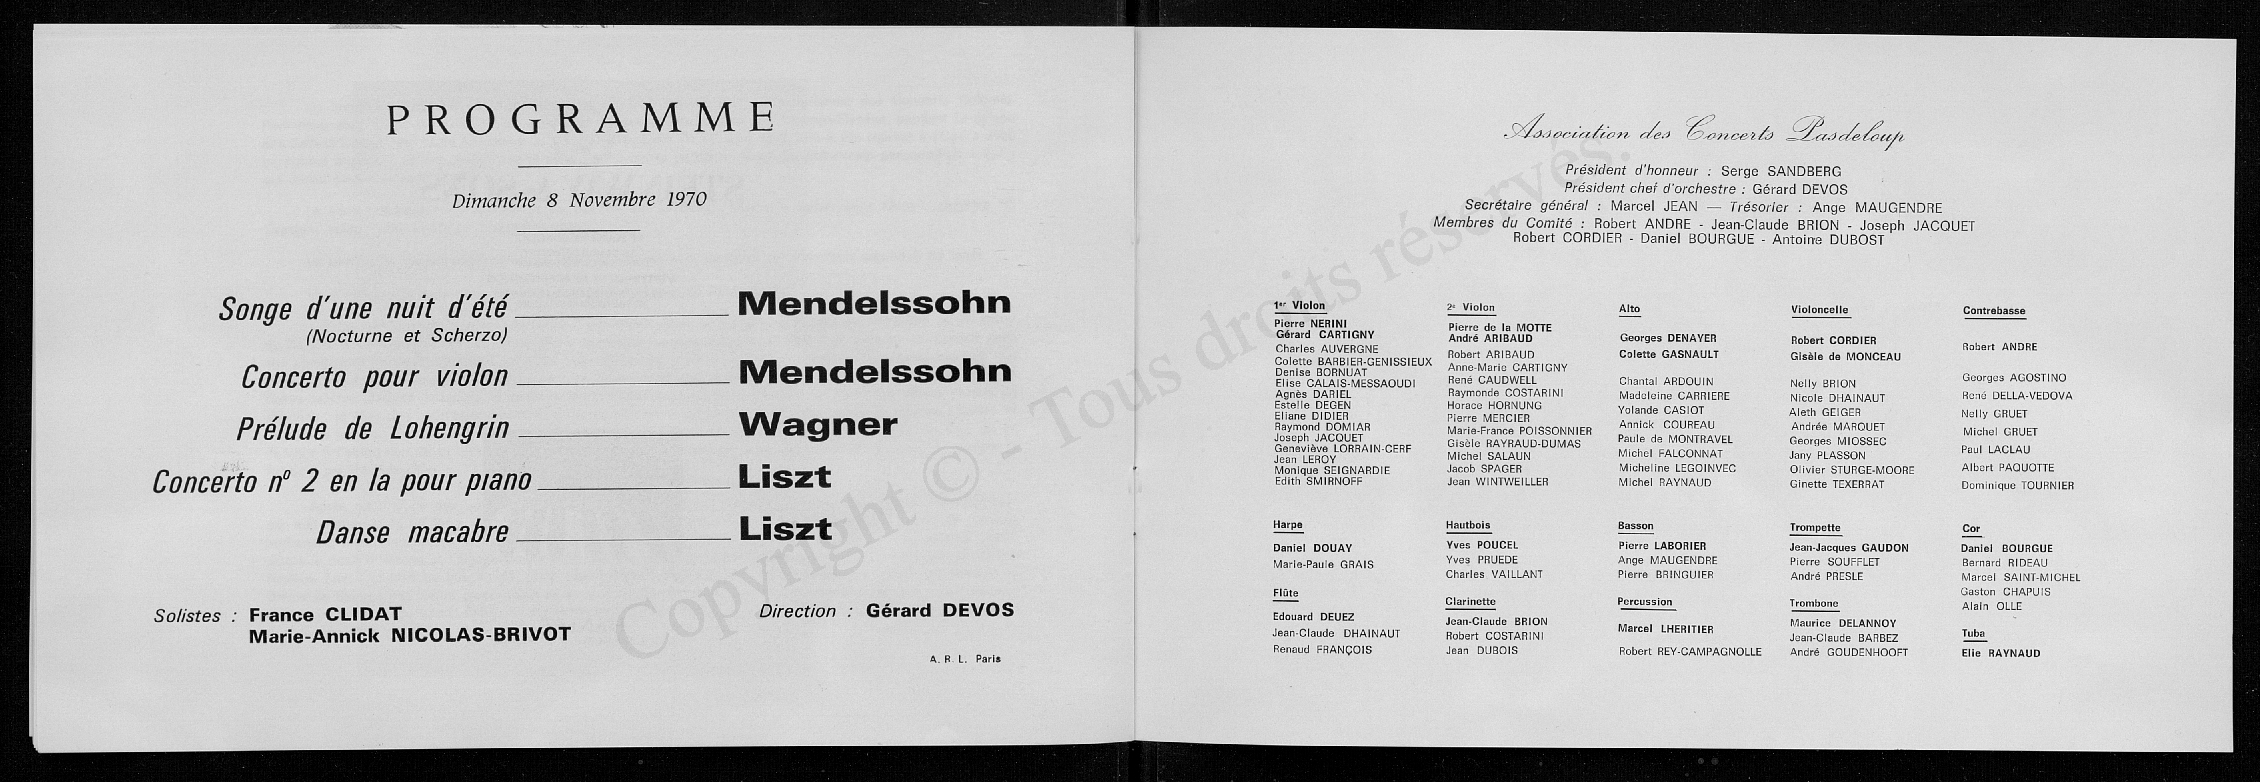 PROGRAMME
Dimanche 8 Novembre 1970
Songe d'une nuit d'été Mendelssohn
(Nocturne et Scherzo)
Concerto pour violon Mendelssohn
Prélude de Lohengrin Wagner
Concerto nº 2 en la pour piano Liszt
Danse macabre Liszt
Solistes : France CLIDAT
Marie-Annick NICOLAS-BRIVOT
Direction : Gérard DEVOS
A. R. L. Paris
Association des Concerts Pasdeloup
Président d'honneur : Serge SANDBERG
Président chef d'orchestre : Gérard DEVOS
Secrétaire général : Marcel JEAN — Trésorier : Ange MAUGENDRE
Membres du Comité : Robert ANDRE - Jean-Claude BRION - Joseph JACQUET
Robert CORDIER - Daniel BOURGUE - Antoine DUBOST
1er Violon
Pierre NERINI
Gérard CARTIGNY
Charles AUVERGNE
Colette BARBIER-GENISSIEUX
Denise BORNUAT
Elise CALAIS-MESSAOUDI
Agnès DARIEL
Estelle DEGEN
Eliane DIDIER
Raymond DOMIAR
Joseph JACQUET
Geneviève LORRAIN-CERF
Jean LEROY
Monique SEIGNARDIE
Edith SMIRNOFF
2e Violon
Pierre de la MOTTE
André ARIBAUD
Robert ARIBAUD
Anne-Marie CARTIGNY
René CAUDWELL
Raymonde COSTARINI
Horace HORNUNG
Pierre MERCIER
Marie-France POISSONNIER
Gisèle RAYRAUD-DUMAS
Michel SALAUN
Jacob SPAGER
Jean WINTWEILLER
Alto
Georges DENAYER
Colette GASNAULT
Chantal ARDOUIN
Madeleine CARRIERE
Yolande CASIOT
Annick COUREAU
Paule de MONTRAVEL
Michel FALCONNAT
Micheline LEGOINVEC
Michel RAYNAUD
Violoncelle
Robert CORDIER
Gisèle de MONCEAU
Nelly BRION
Nicole DHAINAUT
Aleth GEIGER
Andrée MARQUET
Georges MIOSSEC
Jany PLASSON
Olivier STURGE-MOORE
Ginette TEXERRAT
Contrebasse
Robert ANDRE
Georges AGOSTINO
René DELLA-VEDOVA
Nelly GRUET
Michel GRUET
Paul LACLAU
Albert PAQUOTTE
Dominique TOURNIER
Harpe
Daniel DOUAY
Marie-Paule GRAIS
Flûte
Edouard DEUEZ
Jean-Claude DHAINAUT
Renaud FRANÇOIS
Hautbois
Yves POUCEL
Yves PRUEDE
Charles VAILLANT
Clarinette
Jean-Claude BRION
Robert COSTARINI
Jean DUBOIS
Basson
Pierre LABORIER
Ange MAUGENDRE
Pierre BRINGUIER
Percussion
Marcel LHERITIER
Robert REY-CAMPAGNOLLE
Trompette
Jean-Jacques GAUDON
Pierre SOUFFLET
André PRESLE
Trombone
Maurice DELANNOY
Jean-Claude BARBEZ
André GOUDENHOOFT
Cor
Daniel BOURGUE
Bernard RIDEAU
Marcel SAINT-MICHEL
Gaston CHAPUIS
Alain OLLE
Tuba
Elie RAYNAUD
Copyright © - Tous droits réservés.